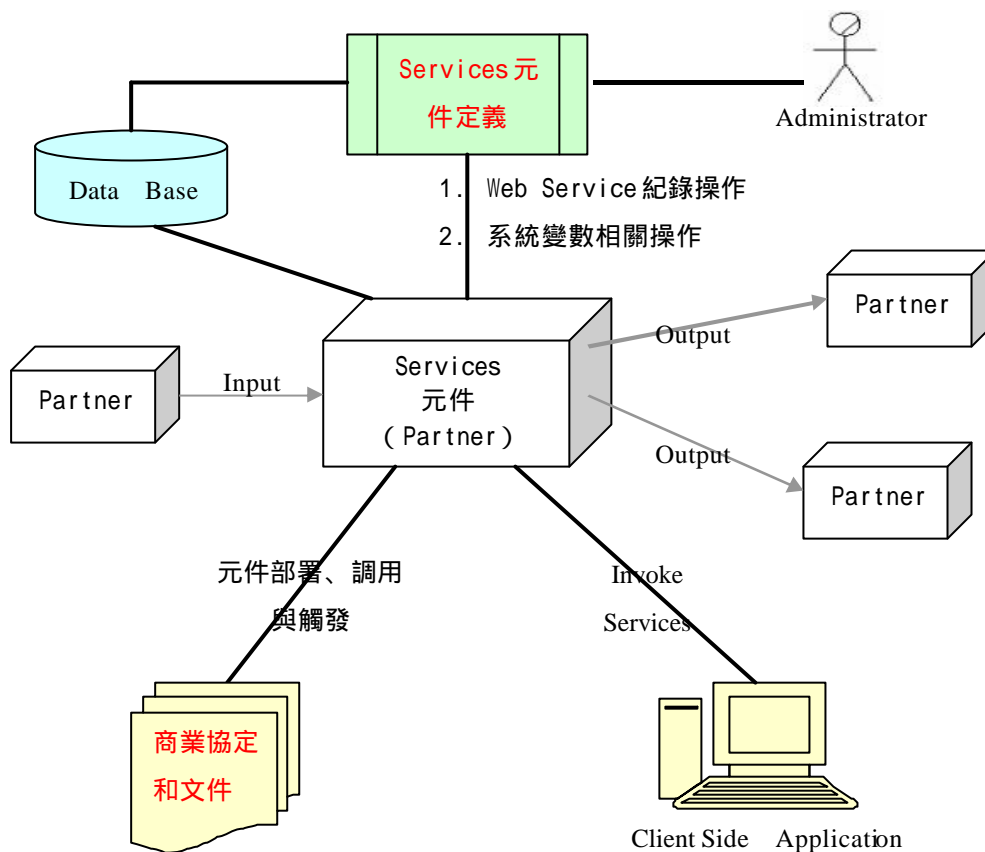 Services元
件定義
Administrator
Data Base
1. Web Service紀錄操作
2. 系統變數相關操作
Partner
Input
Services
元件
(Partner)
Output
Partner
Output
Partner
元件部署、調用
與觸發
Invoke
Services
商業協定
和文件
Client Side Application